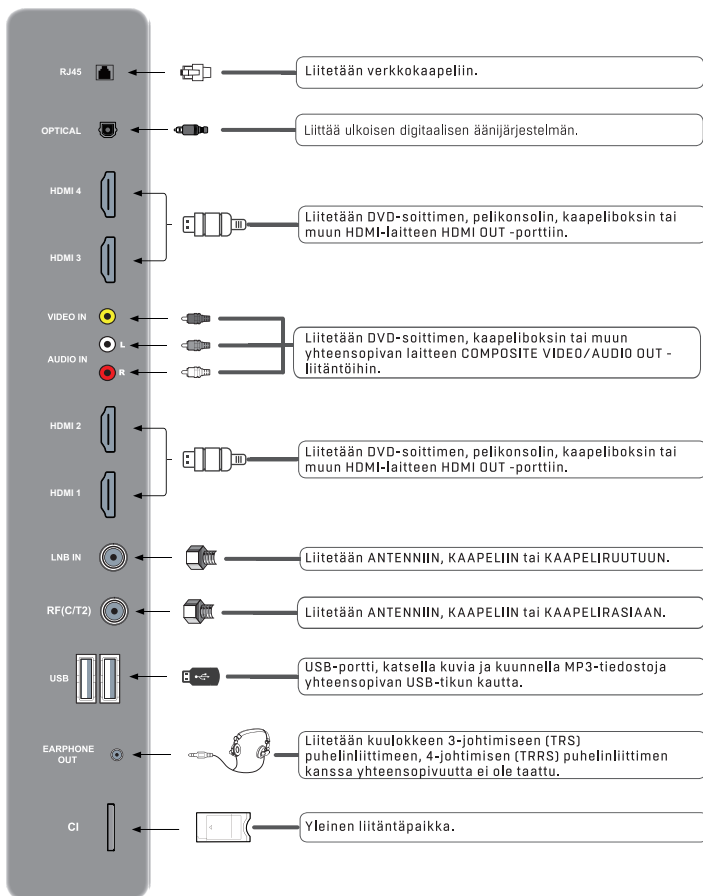 RJ45
Liitetään verkkokaapeliin.
OPTICAL
Liittää ulkoisen digitaalisen äänijärjestelmän.
HDMI 4
Liitetään DVD-soittimen, pelikonsolin, kaapeliboksin tai
muun HDMI-laitteen HDMI OUT -porttiin.
HDMI 3
VIDEO IN
L
AUDIO IN
R
Liitetään DVD-soittimen, kaapeliboksin tai muun
yhteensopivan laitteen COMPOSITE VIDEO/AUDIO OUT -
liitäntöihin.
HDMI 2
Liitetään DVD-soittimen, pelikonsolin, kaapeliboksin tai
muun HDMI-laitteen HDMI OUT -porttiin.
HDMI 1
LNB IN
Liitetään ANTENNIIN, KAAPELIIN tai KAAPELIRUUTUUN.
RF(C/T2)
Liitetään ANTENNIIN, KAAPELIIN tai KAAPELIRASIAAN.
USB
USB-portti, katsella kuvia ja kuunnella MP3-tiedostoja
yhteensopivan USB-tikun kautta.
EARPHONE
OUT
Liitetään kuulokkeen 3-johtimiseen (TRS)
puhelinliittimeen, 4-johtimisen (TRRS) puhelinliittimen
kanssa yhteensopivuutta ei ole taattu.
CI
Yleinen liitäntäpaikka.